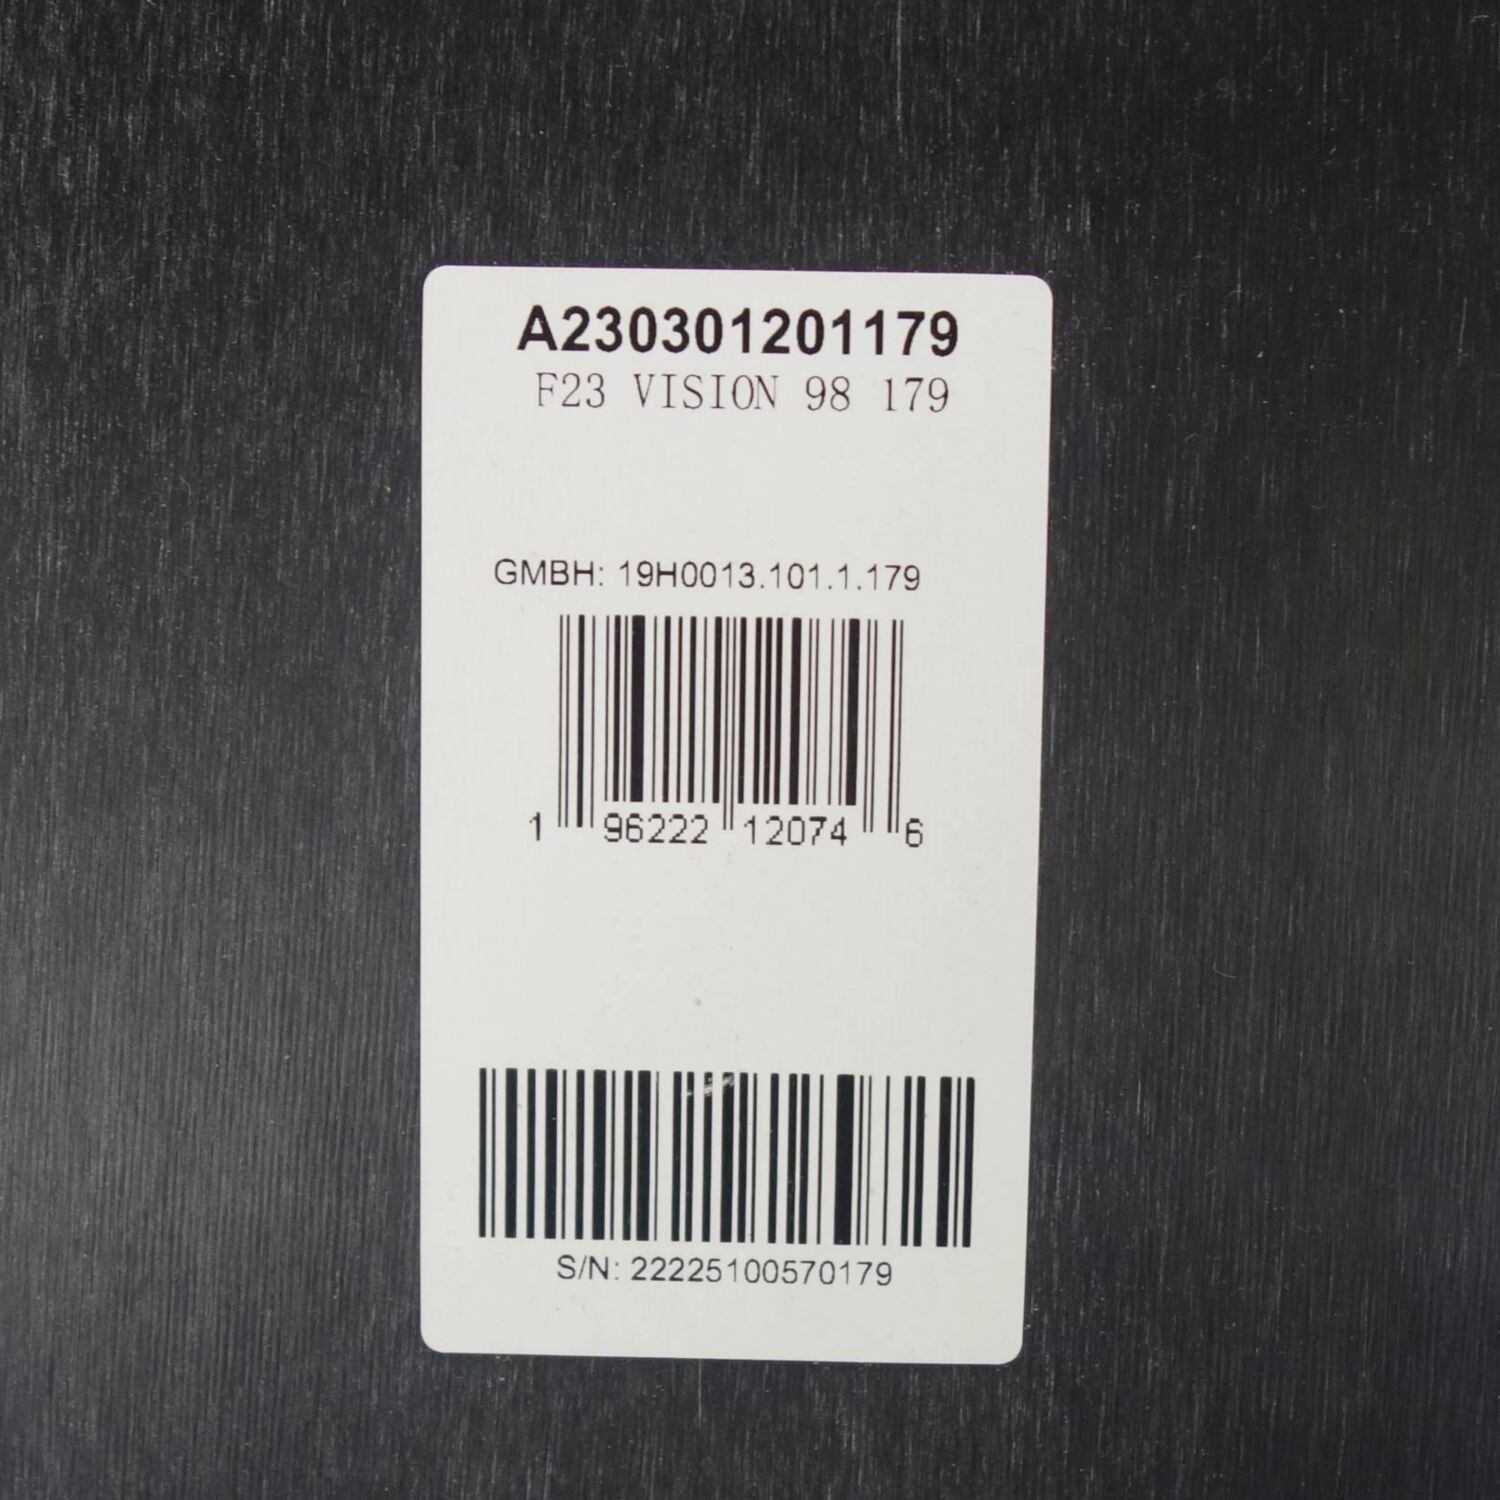 A230301201179
F23 VISION 98 179
GMBH: 19H0013.101.1.179
1 96222 12074 6
S/N: 22225100570179